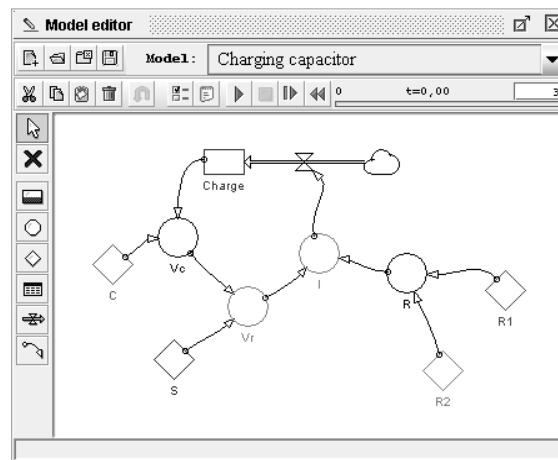 Model editor
Model: Charging capacitor
0 t=0,00 3
Charge
Vc
C
I
R
Vr
R1
S
R2